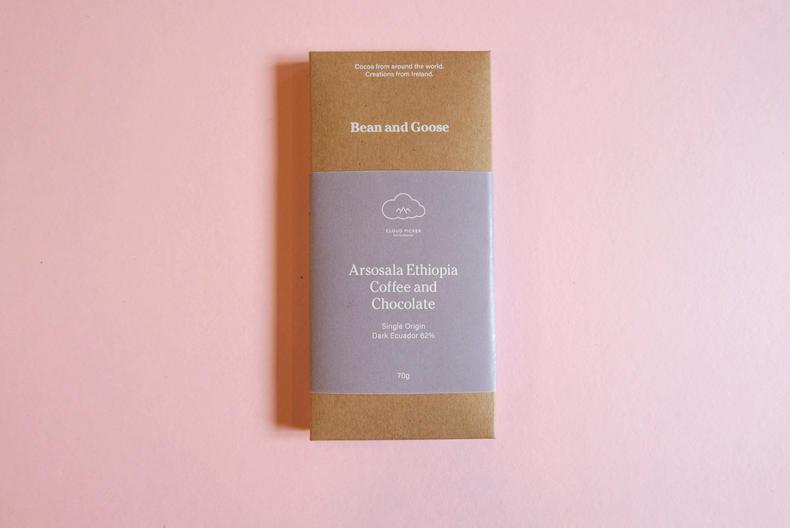 Cocoa from around the world.
Creations from Ireland.
Bean and Goose
CLOUD PICKER
Arsosala Ethiopia
Coffee and
Chocolate
Single Origin
Dark Ecuador 62%
70g